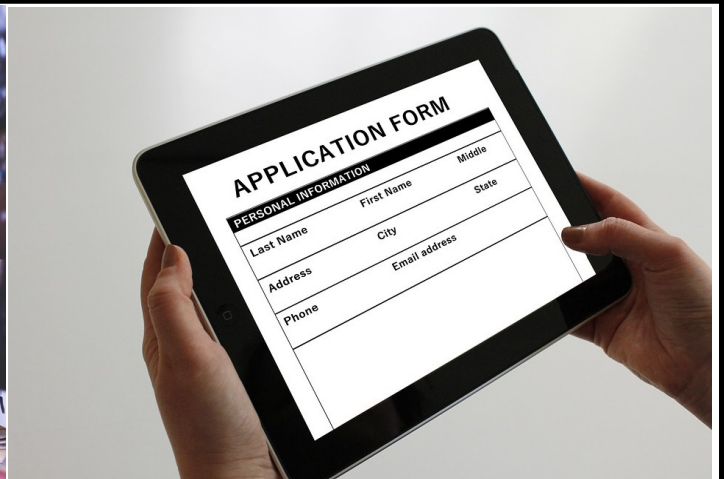 APPLICATION FORM
PERSONAL INFORMATION
Last Name First Name Middle
Address City State
Phone Email address